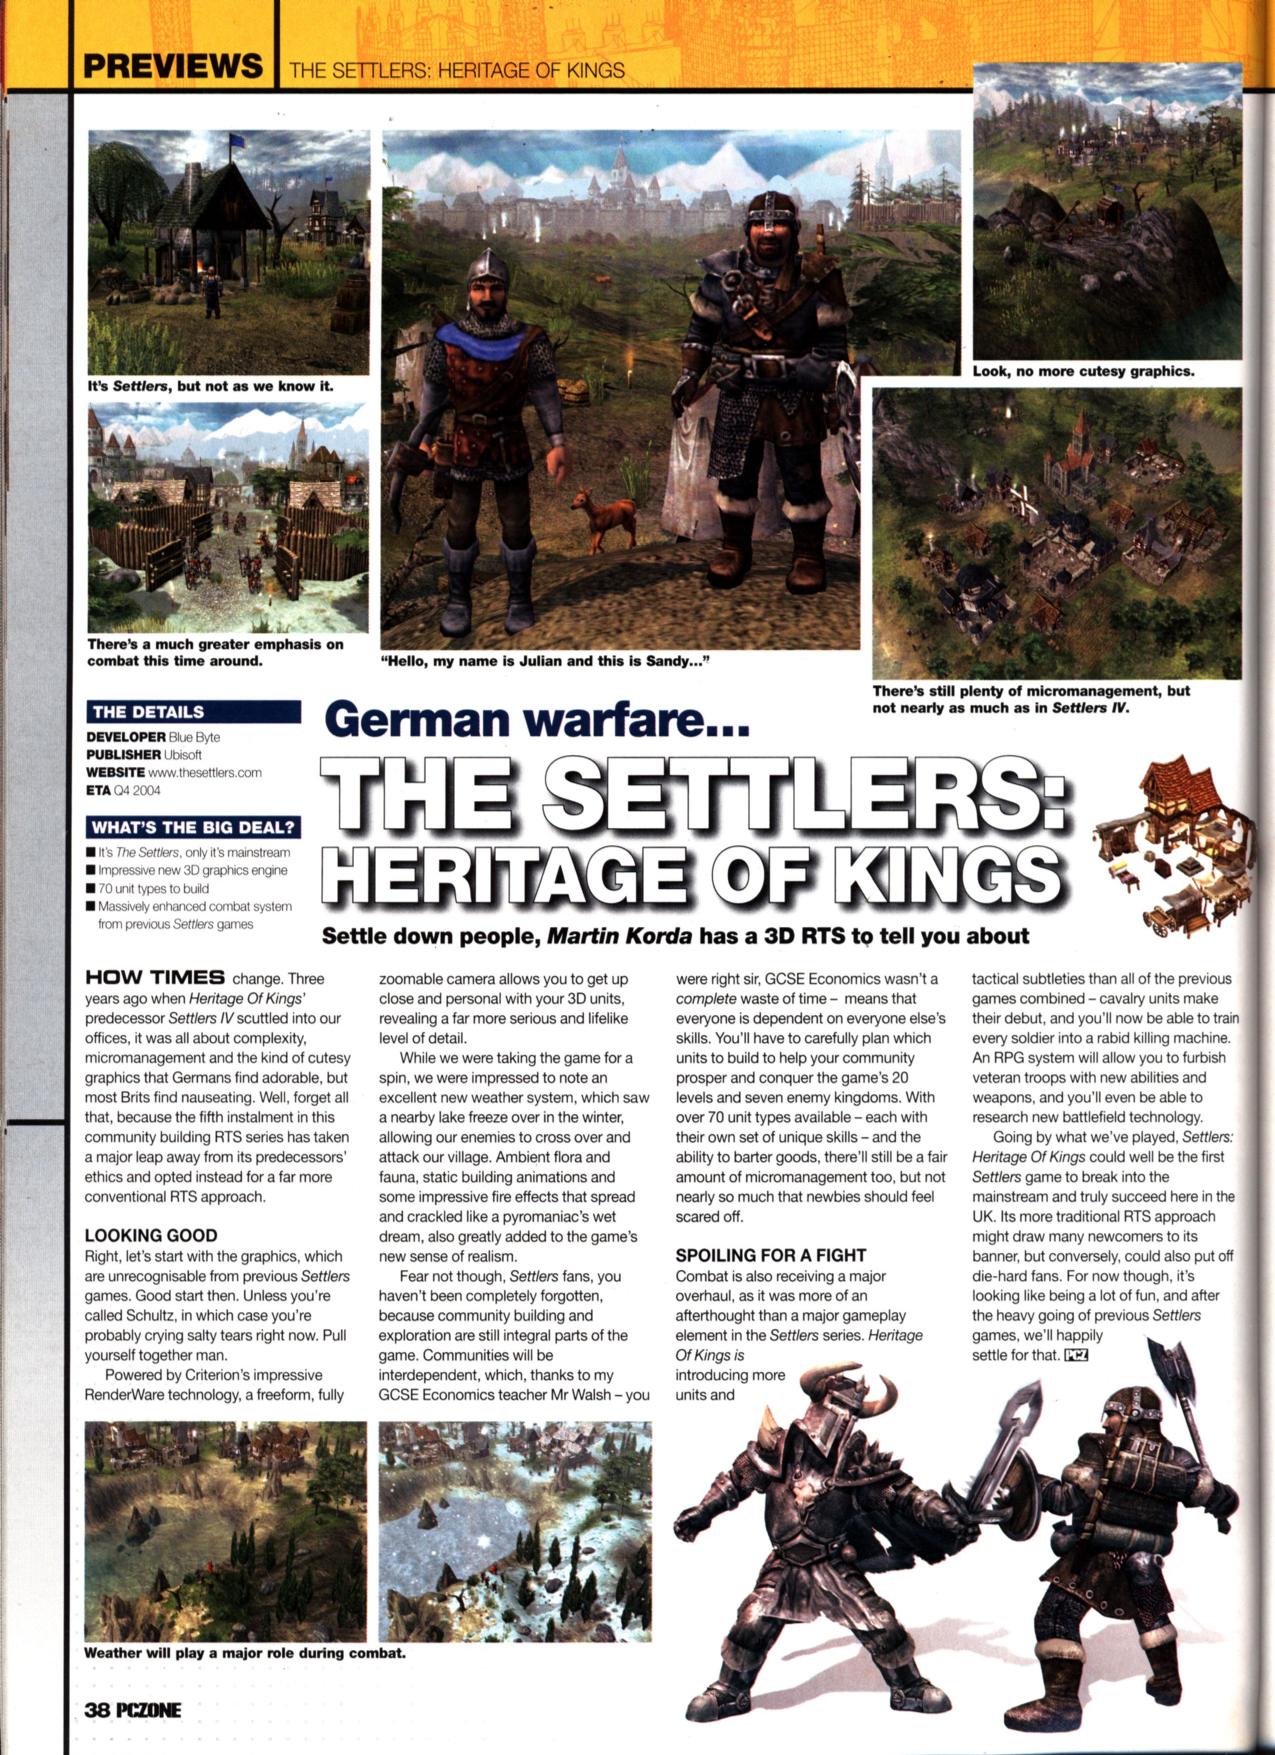 PREVIEWS THE SETTLERS: HERITAGE OF KINGS
It's Settlers, but not as we know it.
There's a much greater emphasis on
combat this time around.
"Hello, my name is Julian and this is Sandy..."
Look, no more cutesy graphics.
There's still plenty of micromanagement, but
not nearly as much as in Settlers IV.
THE DETAILS
DEVELOPER Blue Byte
PUBLISHER Ubisoft
WEBSITE www.thesettlers.com
ETA Q4 2004
WHAT'S THE BIG DEAL?
■ It's The Settlers, only it's mainstream
■ Impressive new 3D graphics engine
■ 70 unit types to build
■ Massively enhanced combat system
from previous Settlers games
German warfare...
THE SETTLERS:
HERITAGE OF KINGS
Settle down people, Martin Korda has a 3D RTS to tell you about
HOW TIMES change. Three
years ago when Heritage Of Kings'
predecessor Settlers IV scuttled into our
offices, it was all about complexity,
micromanagement and the kind of cutesy
graphics that Germans find adorable, but
most Brits find nauseating. Well, forget all
that, because the fifth instalment in this
community building RTS series has taken
a major leap away from its predecessors'
ethics and opted instead for a far more
conventional RTS approach.
LOOKING GOOD
Right, let's start with the graphics, which
are unrecognisable from previous Settlers
games. Good start then. Unless you're
called Schultz, in which case you're
probably crying salty tears right now. Pull
yourself together man.
Powered by Criterion's impressive
RenderWare technology, a freeform, fully
zoomable camera allows you to get up
close and personal with your 3D units,
revealing a far more serious and lifelike
level of detail.
While we were taking the game for a
spin, we were impressed to note an
excellent new weather system, which saw
a nearby lake freeze over in the winter,
allowing our enemies to cross over and
attack our village. Ambient flora and
fauna, static building animations and
some impressive fire effects that spread
and crackled like a pyromaniac's wet
dream, also greatly added to the game's
new sense of realism.
Fear not though, Settlers fans, you
haven't been completely forgotten,
because community building and
exploration are still integral parts of the
game. Communities will be
interdependent, which, thanks to my
GCSE Economics teacher Mr Walsh – you
were right sir, GCSE Economics wasn't a
complete waste of time – means that
everyone is dependent on everyone else's
skills. You'll have to carefully plan which
units to build to help your community
prosper and conquer the game's 20
levels and seven enemy kingdoms. With
over 70 unit types available – each with
their own set of unique skills – and the
ability to barter goods, there'll still be a fair
amount of micromanagement too, but not
nearly so much that newbies should feel
scared off.
SPOILING FOR A FIGHT
Combat is also receiving a major
overhaul, as it was more of an
afterthought than a major gameplay
element in the Settlers series. Heritage
Of Kings is
introducing more
units and
tactical subtleties than all of the previous
games combined – cavalry units make
their debut, and you'll now be able to train
every soldier into a rabid killing machine.
An RPG system will allow you to furbish
veteran troops with new abilities and
weapons, and you'll even be able to
research new battlefield technology.
Going by what we've played, Settlers:
Heritage Of Kings could well be the first
Settlers game to break into the
mainstream and truly succeed here in the
UK. Its more traditional RTS approach
might draw many newcomers to its
banner, but conversely, could also put off
die-hard fans. For now though, it's
looking like being a lot of fun, and after
the heavy going of previous Settlers
games, we'll happily
settle for that. PCZ
Weather will play a major role during combat.
38 PCZONE